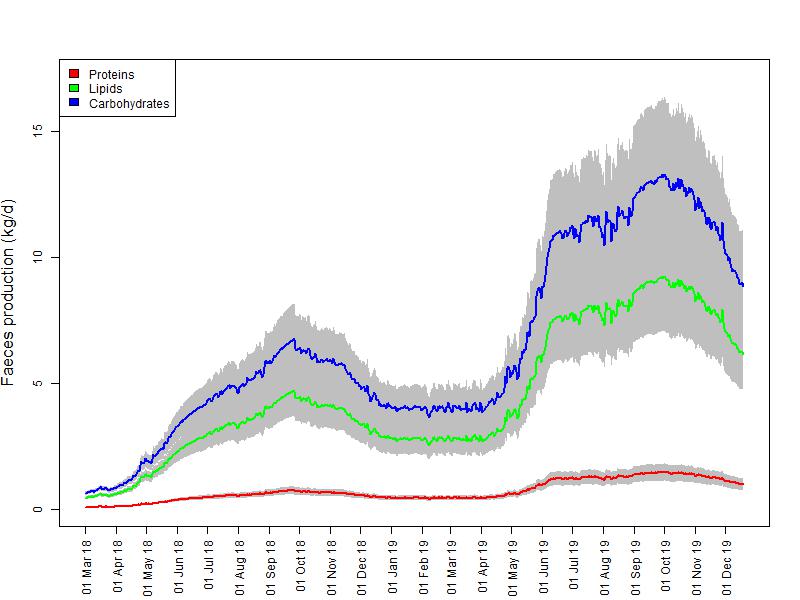 Proteins
Lipids
Carbohydrates
Faeces production (kg/d)
15
10
5
0
01 Mar 18
01 Apr 18
01 May 18
01 Jun 18
01 Jul 18
01 Aug 18
01 Sep 18
01 Oct 18
01 Nov 18
01 Dec 18
01 Jan 19
01 Feb 19
01 Mar 19
01 Apr 19
01 May 19
01 Jun 19
01 Jul 19
01 Aug 19
01 Sep 19
01 Oct 19
01 Nov 19
01 Dec 19